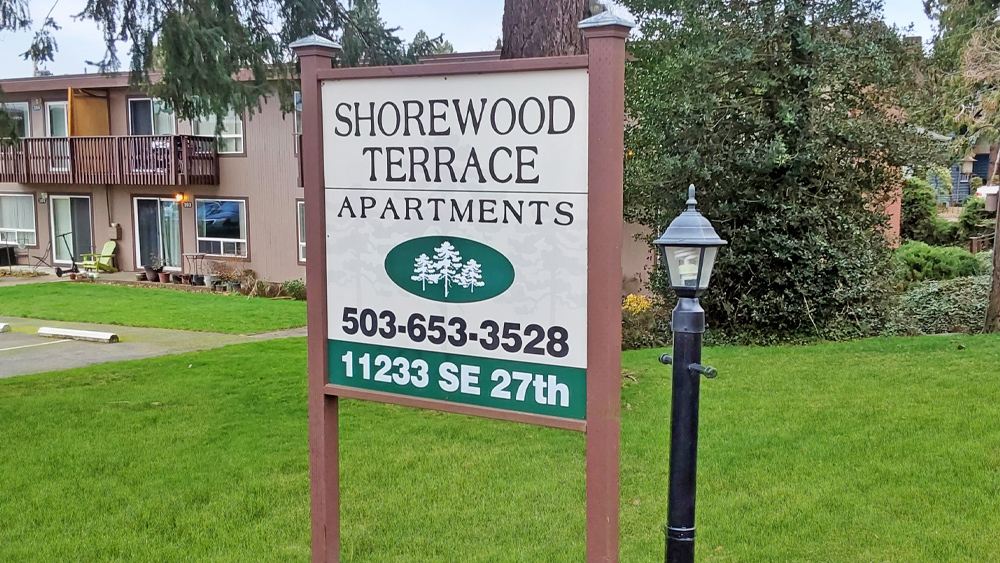 SHOREWOOD
TERRACE
APARTMENTS
503-653-3528
11233 SE 27th